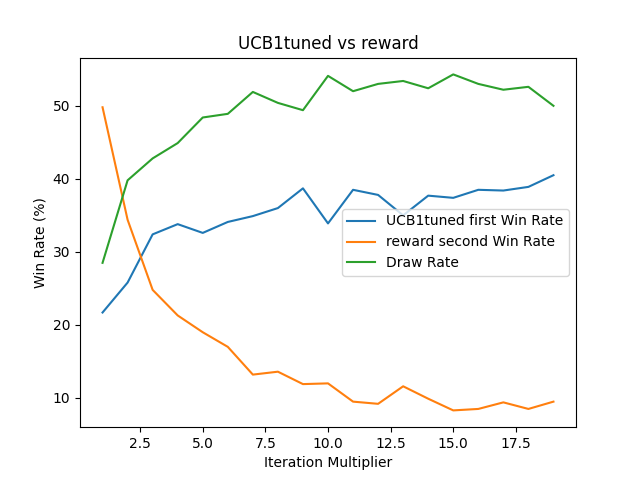 UCB1tuned vs reward
Win Rate (%)
50
40
30
20
10
UCB1tuned first Win Rate
reward second Win Rate
Draw Rate
2.5 5.0 7.5 10.0 12.5 15.0 17.5
Iteration Multiplier